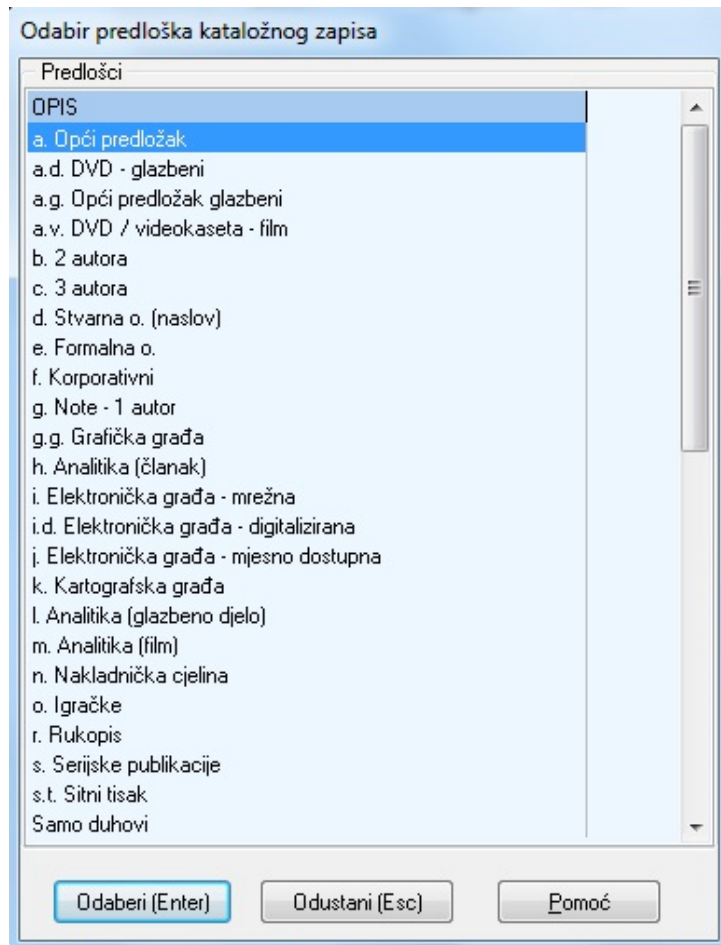 Odabir predloška kataložnog zapisa
Predlošci
OPIS
a. Opći predložak
a.d. DVD - glazbeni
a.g. Opći predložak glazbeni
a.v. DVD / videokaseta - film
b. 2 autora
c. 3 autora
d. Stvarna o. (naslov)
e. Formalna o.
f. Korporativni
g. Note - 1 autor
g.g. Grafička građa
h. Analitika (članak)
i. Elektronička građa - mrežna
i.d. Elektronička građa - digitalizirana
j. Elektronička građa - mjesno dostupna
k. Kartografska građa
l. Analitika (glazbeno djelo)
m. Analitika (film)
n. Nakladnička cjelina
o. Igračke
r. Rukopis
s. Serijske publikacije
s.t. Sitni tisak
Samo duhovi
Odaberi (Enter) Odustani (Esc) Pomoć